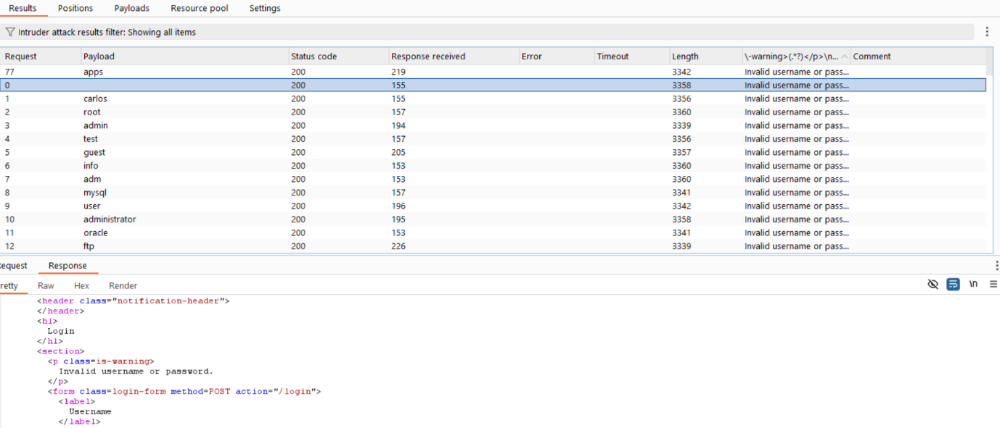 Results Positions Payloads Resource pool Settings
Intruder attack results filter: Showing all items
Request Payload Status code Response received Error Timeout Length \-warning>(.*?)</p>\n... Comment
77 apps 200 219 3342 Invalid username or pass...
0 200 155 3358 Invalid username or pass...
1 carlos 200 155 3356 Invalid username or pass...
2 root 200 157 3360 Invalid username or pass...
3 admin 200 194 3339 Invalid username or pass...
4 test 200 157 3356 Invalid username or pass...
5 guest 200 205 3357 Invalid username or pass...
6 info 200 153 3360 Invalid username or pass...
7 adm 200 153 3360 Invalid username or pass...
8 mysql 200 157 3341 Invalid username or pass...
9 user 200 196 3342 Invalid username or pass...
10 administrator 200 195 3358 Invalid username or pass...
11 oracle 200 153 3341 Invalid username or pass...
12 ftp 200 226 3339 Invalid username or pass...
equest Response
retty Raw Hex Render \n
<header class="notification-header">
</header>
<h1>
Login
</h1>
<section>
<p class=is-warning>
Invalid username or password.
</p>
<form class=login-form method=POST action="/login">
<label>
Username
</label>